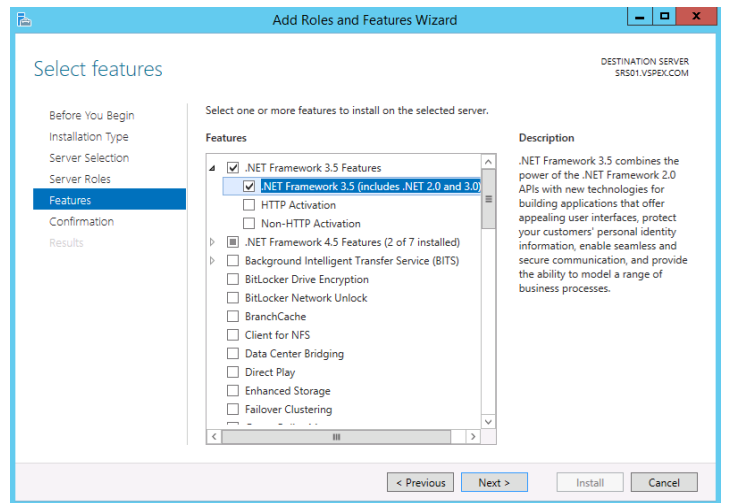 Add Roles and Features Wizard
Select features
DESTINATION SERVER
SRS01.VSPEX.COM
Before You Begin
Installation Type
Server Selection
Server Roles
Features
Confirmation
Results
Select one or more features to install on the selected server.
Features
.NET Framework 3.5 Features
.NET Framework 3.5 (includes .NET 2.0 and 3.0)
HTTP Activation
Non-HTTP Activation
.NET Framework 4.5 Features (2 of 7 installed)
Background Intelligent Transfer Service (BITS)
BitLocker Drive Encryption
BitLocker Network Unlock
BranchCache
Client for NFS
Data Center Bridging
Direct Play
Enhanced Storage
Failover Clustering
Description
.NET Framework 3.5 combines the
power of the .NET Framework 2.0
APIs with new technologies for
building applications that offer
appealing user interfaces, protect
your customers' personal identity
information, enable seamless and
secure communication, and provide
the ability to model a range of
business processes.
< Previous
Next >
Install
Cancel